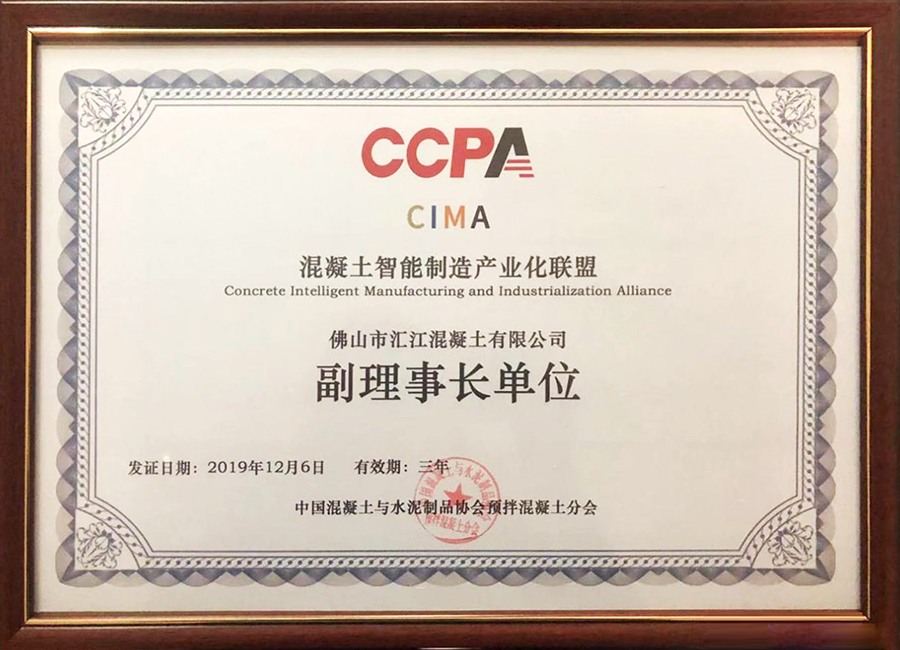 CCPA
CIMA
混凝土智能制造产业化联盟
Concrete Intelligent Manufacturing and Industrialization Alliance
佛山市汇江混凝土有限公司
副理事长单位
发证日期：2019年12月6日 有效期：三年
中国混凝土与水泥制品协会预拌混凝土分会